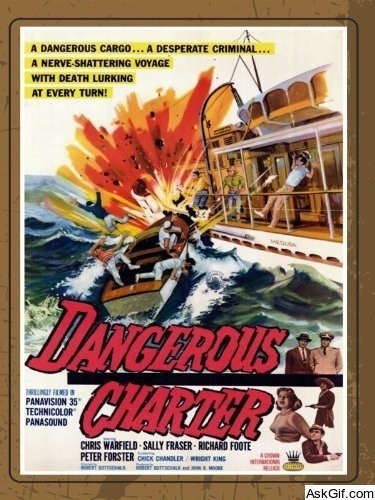 A DANGEROUS CARGO... A DESPERATE CRIMINAL...
A NERVE-SHATTERING VOYAGE
WITH DEATH LURKING
AT EVERY TURN!
MEDUSA
DANGEROUS
CHARTER
THRILLINGLY FILMED IN
PANAVISION 35"
TECHNICOLOR®
PANASOUND
CHRIS WARFIELD · SALLY FRASER · RICHARD FOOTE
PETER FORSTER CHICK CHANDLER / WRIGHT KING
ROBERT GOTTSCHALK ROBERT GOTTSCHALK AND JOHN R. MOORE
A CROWN-
INTERNATIONAL
RELEASE
AskGif.com